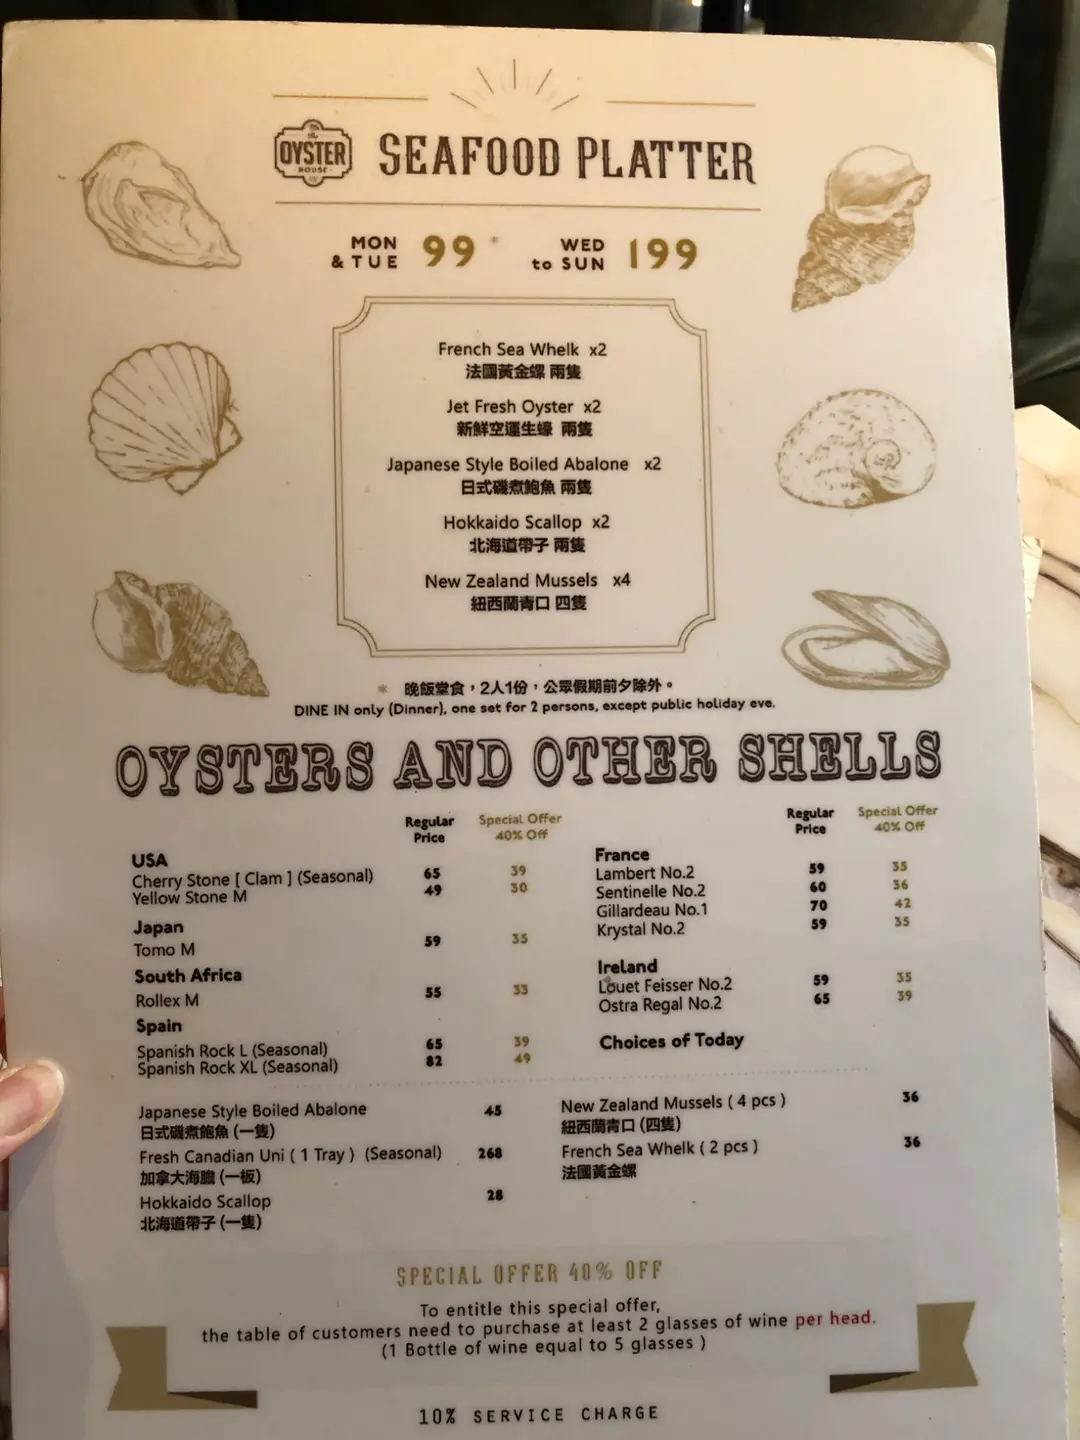 The
OYSTER
HOUSE
SEAFOOD PLATTER
MON
& TUE 99 *
WED
to SUN 199
French Sea Whelk x2
法國黃金螺 兩隻
Jet Fresh Oyster x2
新鮮空運生蠔 兩隻
Japanese Style Boiled Abalone x2
日式磯煮鮑魚 兩隻
Hokkaido Scallop x2
北海道帶子 兩隻
New Zealand Mussels x4
紐西蘭青口 四隻
* 晚飯堂食，2人1份，公眾假期前夕除外。
DINE IN only (Dinner), one set for 2 persons, except public holiday eve.
OYSTERS AND OTHER SHELLS
Regular Price Special Offer 40% Off
USA
Cherry Stone [ Clam ] (Seasonal) 65 39
Yellow Stone M 49 30
Japan
Tomo M 59 35
South Africa
Rollex M 55 33
Spain
Spanish Rock L (Seasonal) 65 39
Spanish Rock XL (Seasonal) 82 49
Regular Price Special Offer 40% Off
France
Lambert No.2 59 35
Sentinelle No.2 60 36
Gillardeau No.1 70 42
Krystal No.2 59 35
Ireland
Louet Feisser No.2 59 35
Ostra Regal No.2 65 39
Choices of Today
Japanese Style Boiled Abalone 45
日式磯煮鮑魚 (一隻)
Fresh Canadian Uni ( 1 Tray ) (Seasonal) 268
加拿大海膽 (一板)
Hokkaido Scallop 28
北海道帶子 (一隻)
New Zealand Mussels ( 4 pcs ) 36
紐西蘭青口 (四隻)
French Sea Whelk ( 2 pcs ) 36
法國黃金螺
SPECIAL OFFER 40% OFF
To entitle this special offer,
the table of customers need to purchase at least 2 glasses of wine per head.
(1 Bottle of wine equal to 5 glasses )
10% SERVICE CHARGE